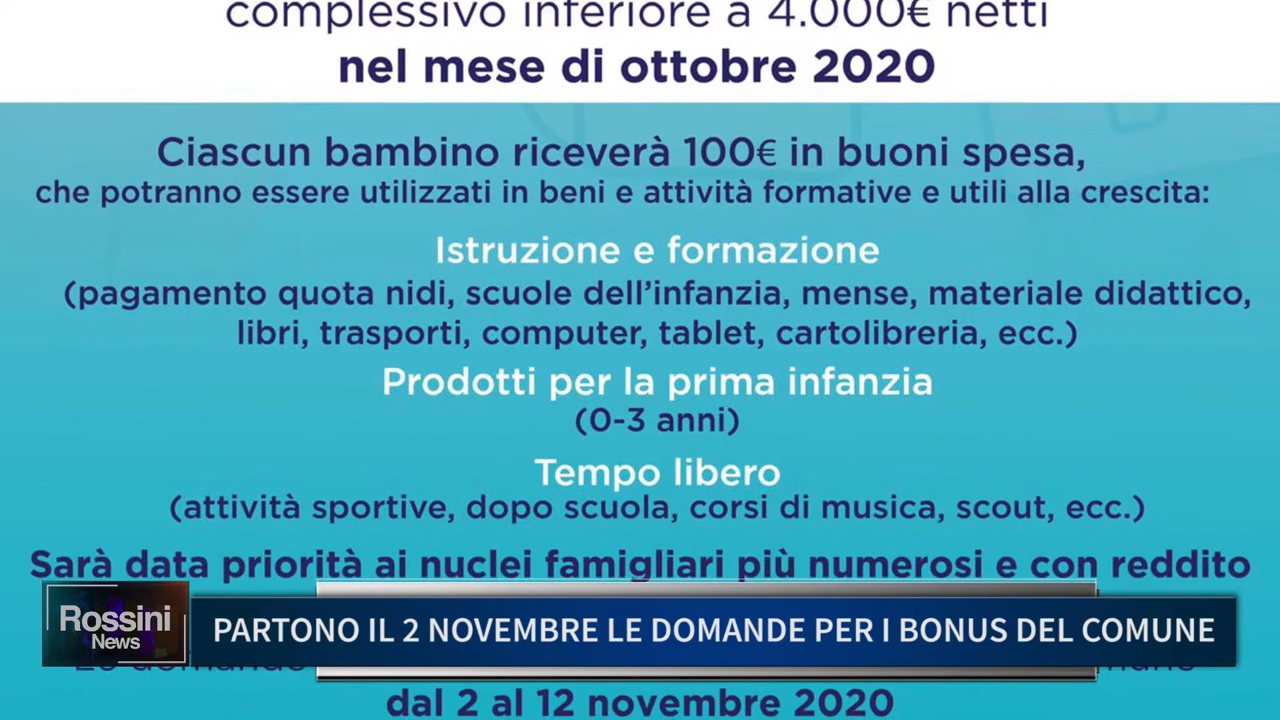 complessivo inferiore a 4.000€ netti
nel mese di ottobre 2020
Ciascun bambino riceverà 100€ in buoni spesa,
che potranno essere utilizzati in beni e attività formative e utili alla crescita:
Istruzione e formazione
(pagamento quota nidi, scuole dell'infanzia, mense, materiale didattico,
libri, trasporti, computer, tablet, cartolibreria, ecc.)
Prodotti per la prima infanzia
(0-3 anni)
Tempo libero
(attività sportive, dopo scuola, corsi di musica, scout, ecc.)
Sarà data priorità ai nuclei famigliari più numerosi e con reddito
Rossini
News
PARTONO IL 2 NOVEMBRE LE DOMANDE PER I BONUS DEL COMUNE
dal 2 al 12 novembre 2020